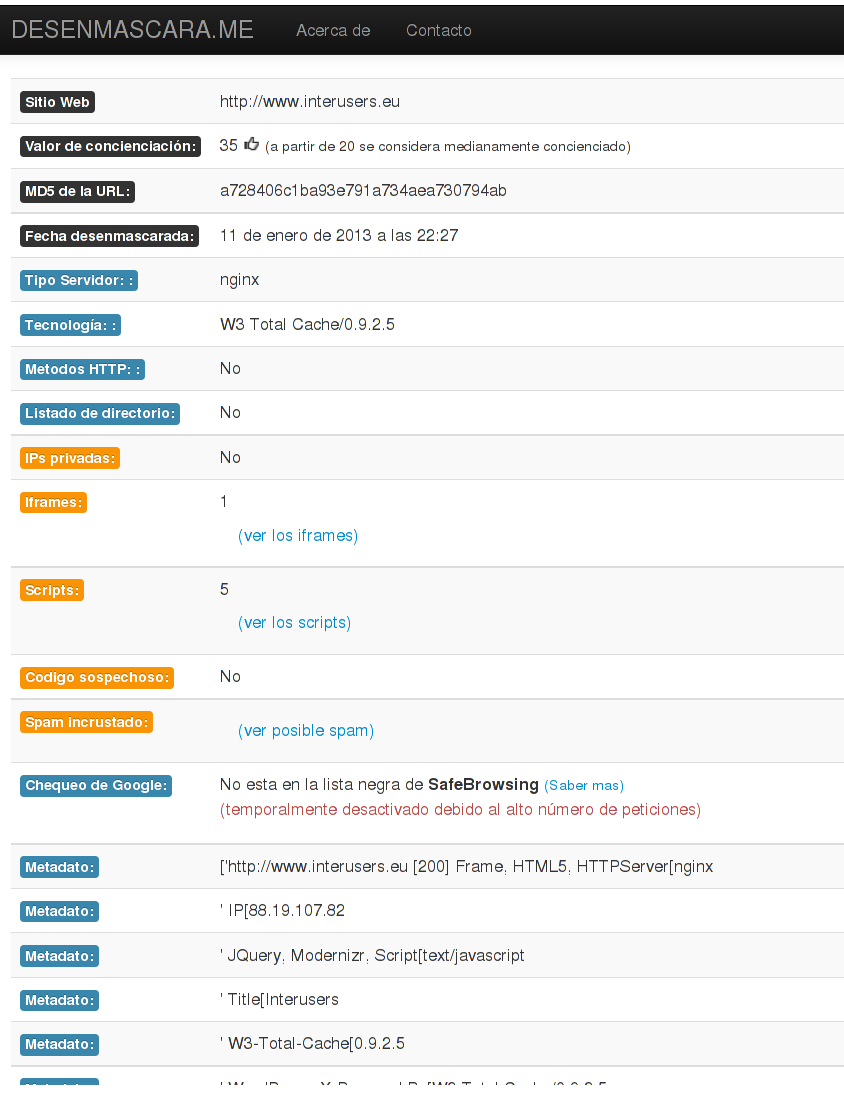 DESENMASCARA.ME Acerca de Contacto
Sitio Web http://www.interusers.eu
Valor de concienciación: 35 (a partir de 20 se considera medianamente concienciado)
MD5 de la URL: a728406c1ba93e791a734aea730794ab
Fecha desenmascarada: 11 de enero de 2013 a las 22:27
Tipo Servidor: : nginx
Tecnología: : W3 Total Cache/0.9.2.5
Metodos HTTP: : No
Listado de directorio: No
IPs privadas: No
Iframes: 1
(ver los iframes)
Scripts: 5
(ver los scripts)
Codigo sospechoso: No
Spam incrustado: (ver posible spam)
Chequeo de Google: No esta en la lista negra de SafeBrowsing (Saber mas)
(temporalmente desactivado debido al alto número de peticiones)
Metadato: ['http://www.interusers.eu [200] Frame, HTML5, HTTPServer[nginx
Metadato: ' IP[88.19.107.82
Metadato: ' JQuery, Modernizr, Script[text/javascript
Metadato: ' Title[Interusers
Metadato: ' W3-Total-Cache[0.9.2.5